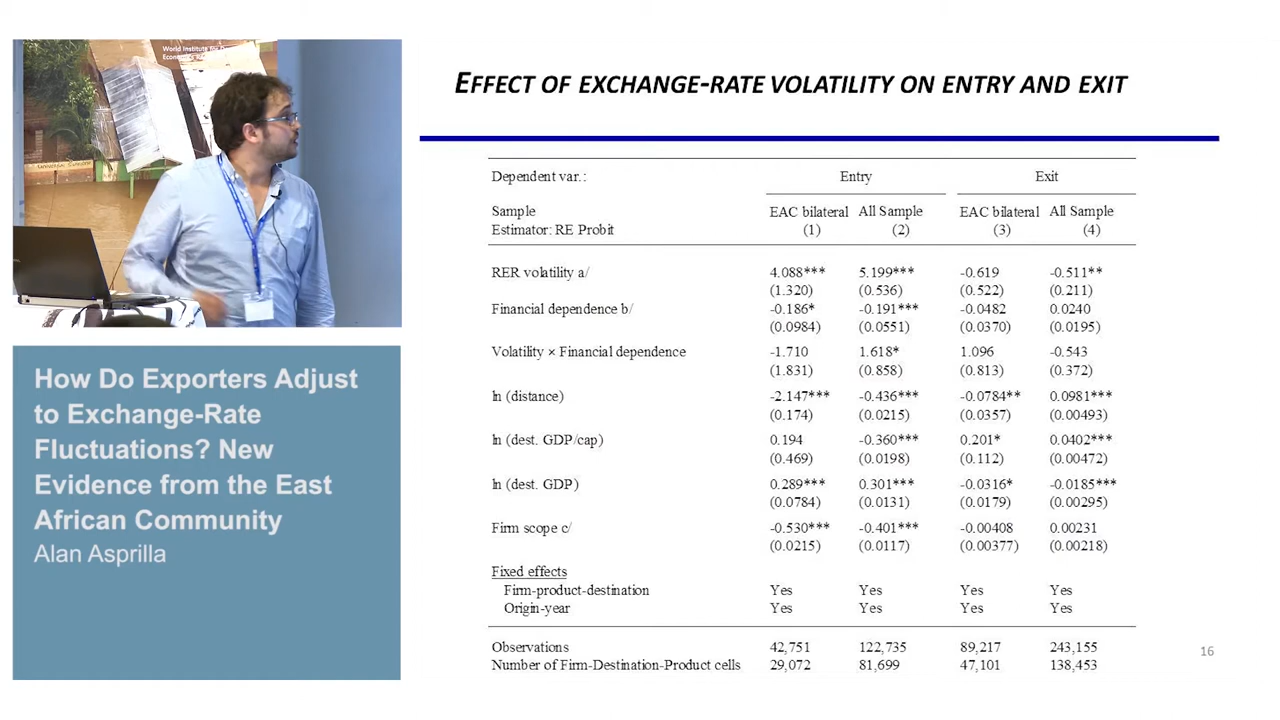 World Institute for D
Econom
EFFECT OF EXCHANGE-RATE VOLATILITY ON ENTRY AND EXIT
Dependent var.: Entry Exit
Sample EAC bilateral All Sample EAC bilateral All Sample
Estimator: RE Probit (1) (2) (3) (4)
RER volatility a/ 4.088*** 5.199*** -0.619 -0.511**
(1.320) (0.536) (0.522) (0.211)
Financial dependence b/ -0.186* -0.191*** -0.0482 0.0240
(0.0984) (0.0551) (0.0370) (0.0195)
Volatility × Financial dependence -1.710 1.618* 1.096 -0.543
(1.831) (0.858) (0.813) (0.372)
ln (distance) -2.147*** -0.436*** -0.0784** 0.0981***
(0.174) (0.0215) (0.0357) (0.00493)
ln (dest. GDP/cap) 0.194 -0.360*** 0.201* 0.0402***
(0.469) (0.0198) (0.112) (0.00472)
ln (dest. GDP) 0.289*** 0.301*** -0.0316* -0.0185***
(0.0784) (0.0131) (0.0179) (0.00295)
Firm scope c/ -0.530*** -0.401*** -0.00408 0.00231
(0.0215) (0.0117) (0.00377) (0.00218)
Fixed effects
Firm-product-destination Yes Yes Yes Yes
Origin-year Yes Yes Yes Yes
Observations 42,751 122,735 89,217 243,155
Number of Firm-Destination-Product cells 29,072 81,699 47,101 138,453
16
How Do Exporters Adjust
to Exchange-Rate
Fluctuations? New
Evidence from the East
African Community
Alan Asprilla